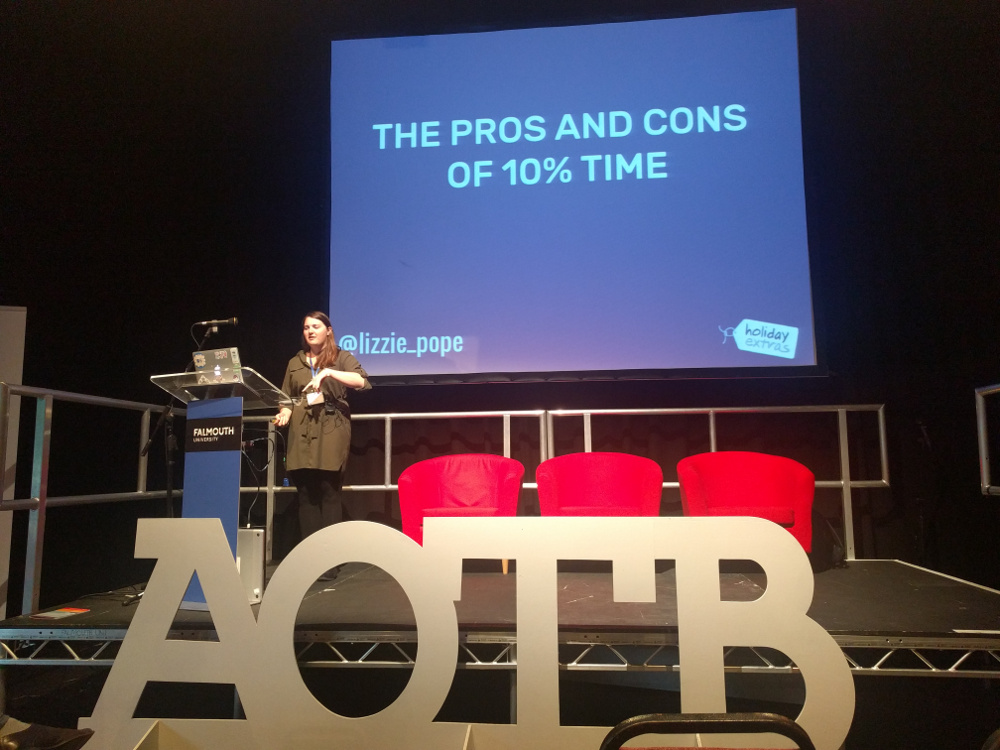 THE PROS AND CONS
OF 10% TIME
@lizzie_pope
holiday
extras
FALMOUTH
UNIVERSITY
AOTB